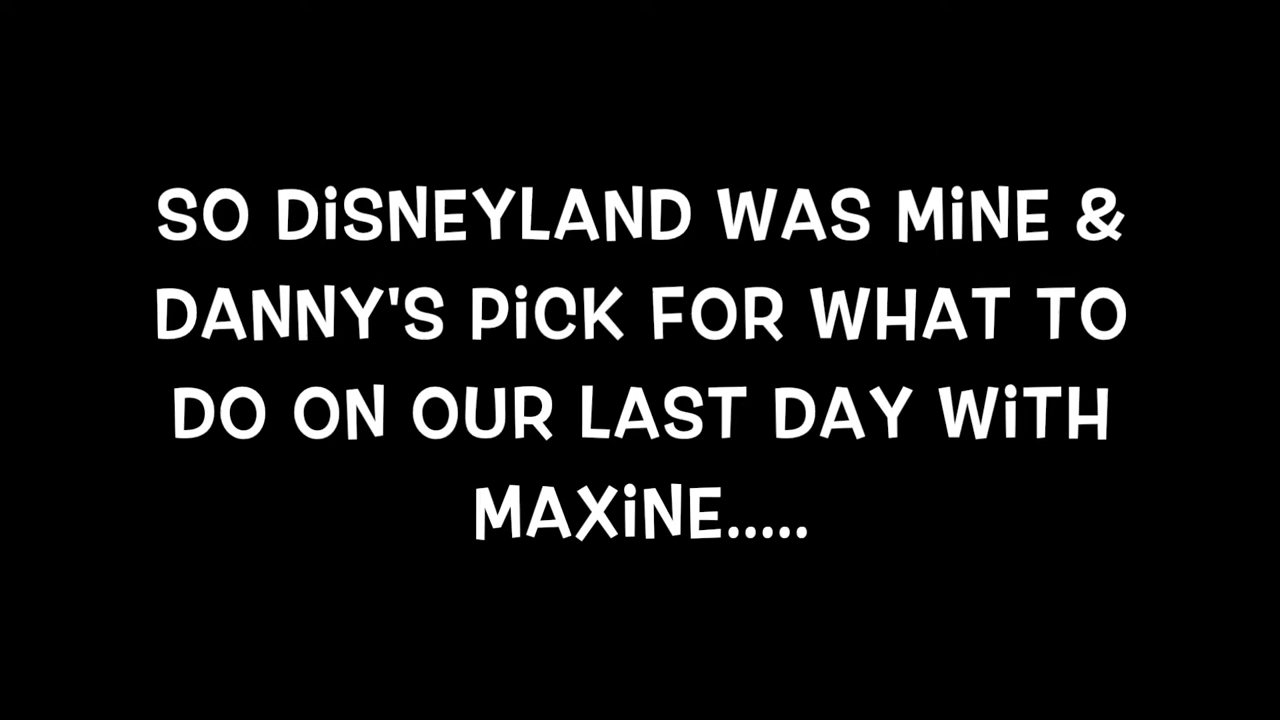 SO DiSNEYLAND WAS MiNE &
DANNY'S PiCK FOR WHAT TO
DO ON OUR LAST DAY WiTH
MAXiNE.....